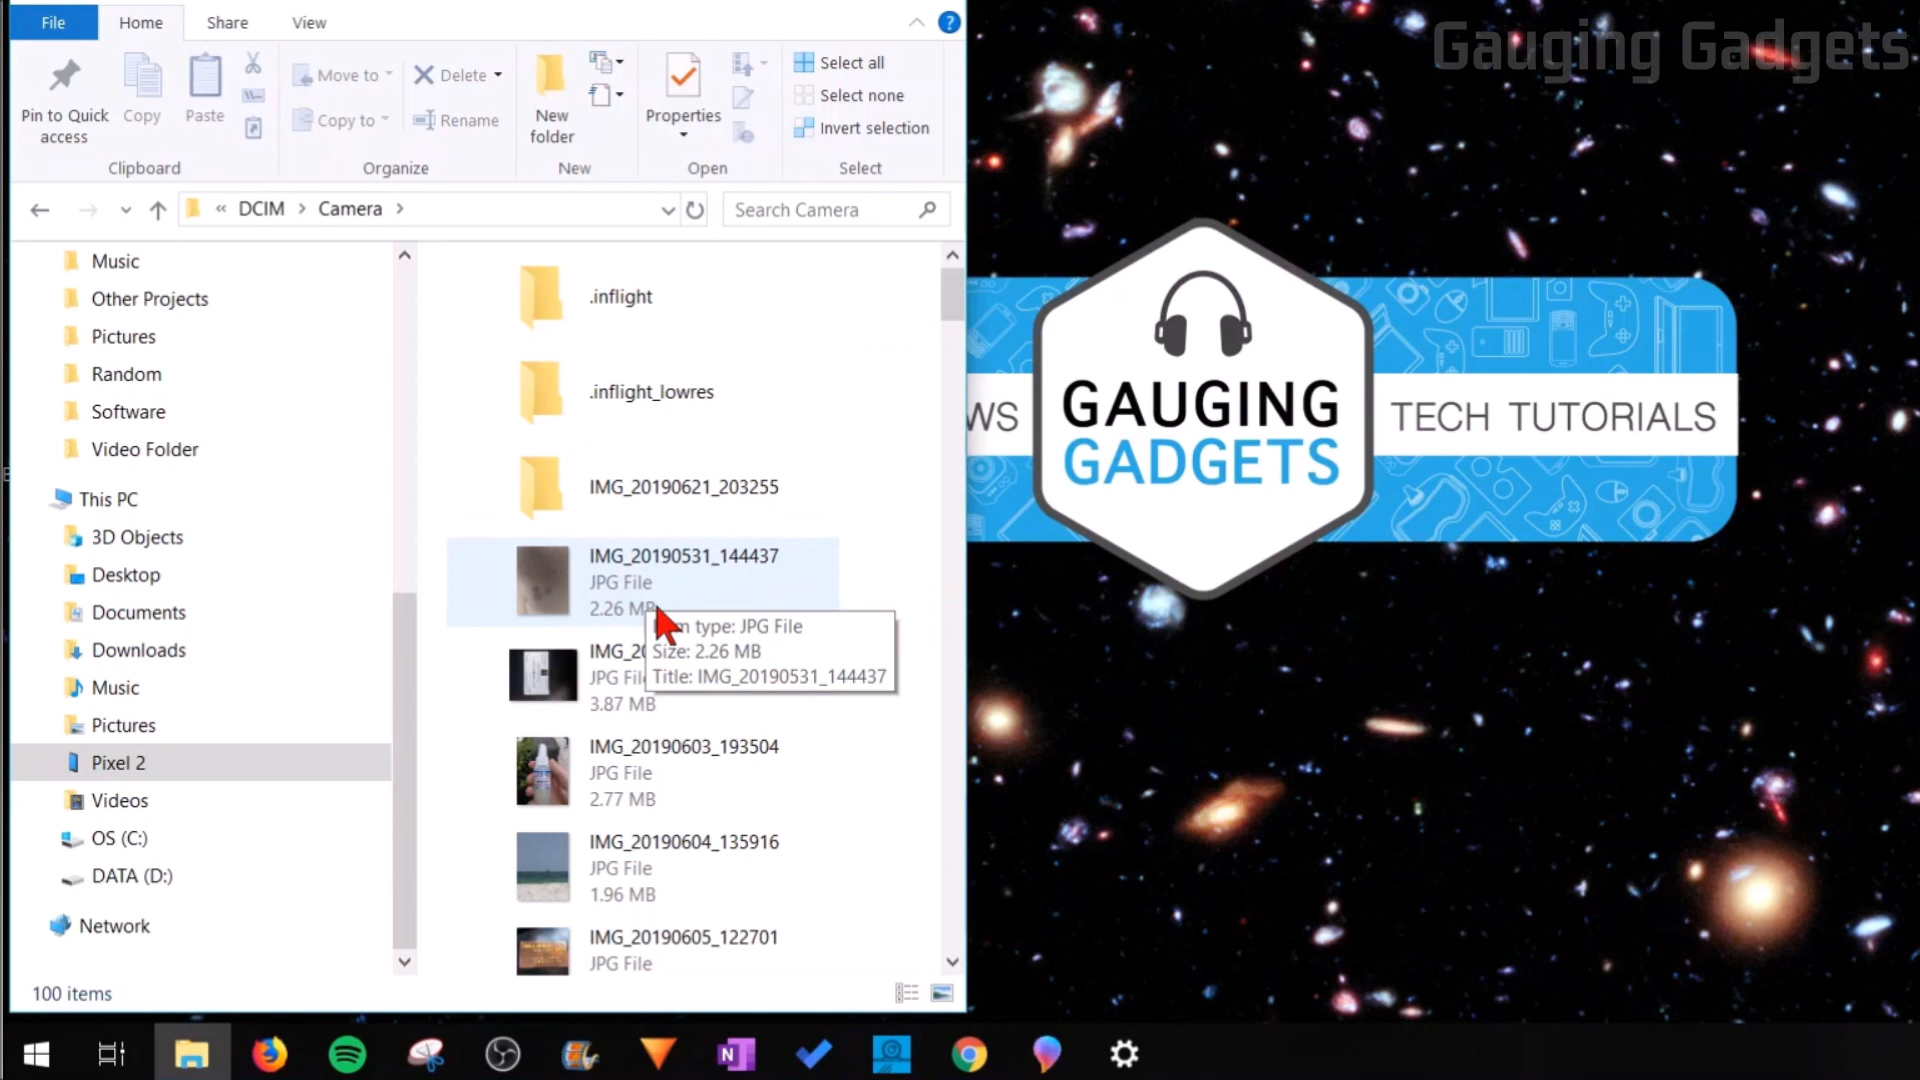 File
Home
Share
View
?
Gauging Gadgets
Pin to Quick
access
Copy
Paste
Move to
Copy to
Delete
Rename
New
folder
Properties
Select all
Select none
Invert selection
Clipboard
Organize
New
Open
Select
« DCIM > Camera >
Search Camera
Music
Other Projects
Pictures
Random
Software
Video Folder
This PC
3D Objects
Desktop
Documents
Downloads
Music
Pictures
Pixel 2
Videos
OS (C:)
DATA (D:)
Network
.inflight
.inflight_lowres
IMG_20190621_203255
IMG_20190531_144437
JPG File
2.26 MB
type: JPG File
Size: 2.26 MB
Title: IMG_20190531_144437
3.87 MB
IMG_20190603_193504
JPG File
2.77 MB
IMG_20190604_135916
JPG File
1.96 MB
IMG_20190605_122701
JPG File
100 items
GAUGING
GADGETS
TECH TUTORIALS
N